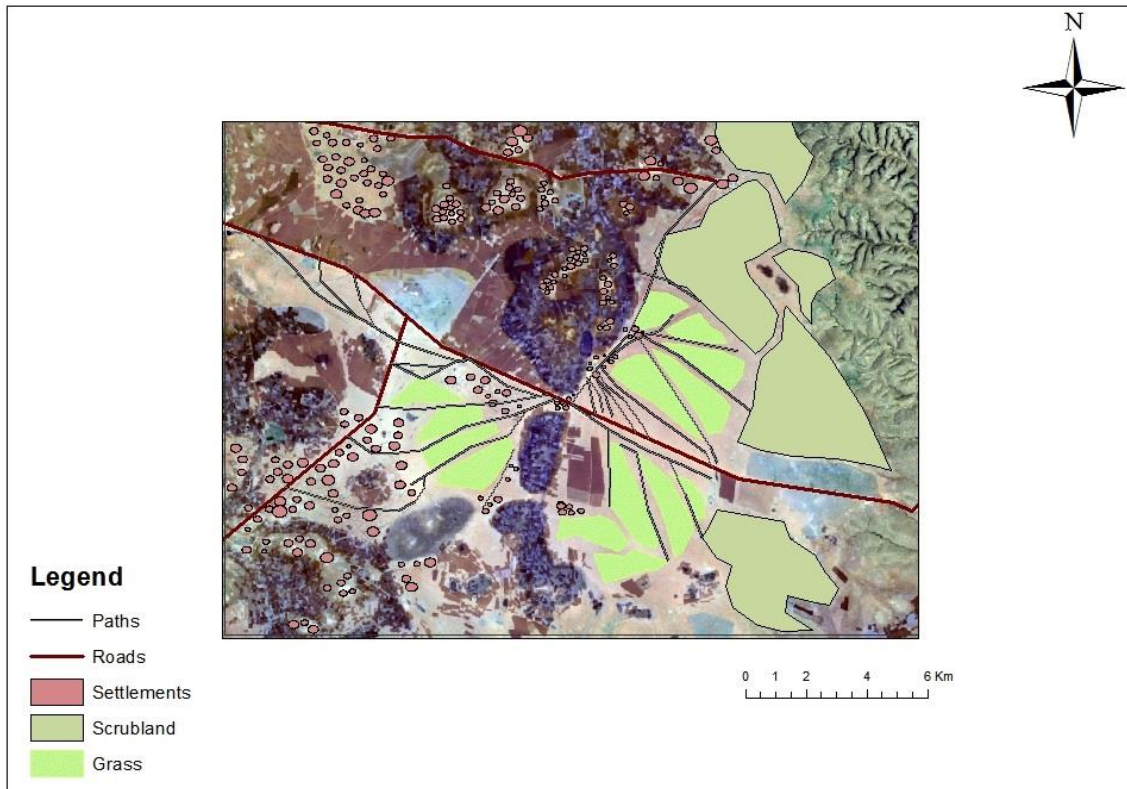 N
Legend
Paths
Roads
Settlements
Scrubland
Grass
0 1 2 4 6 Km